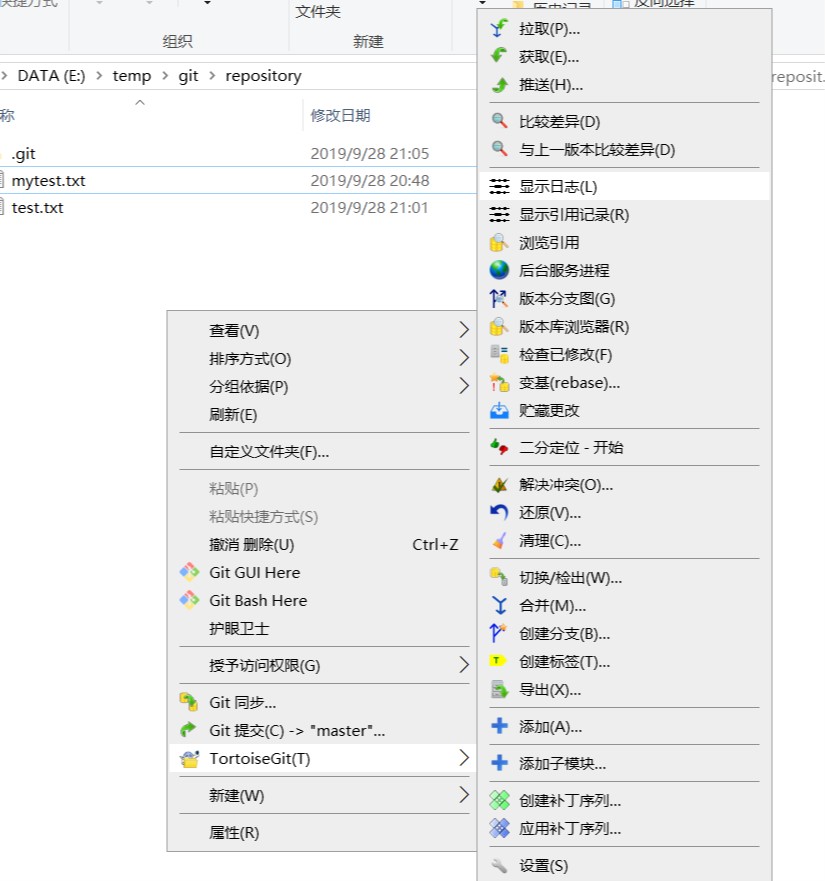 快捷方式
文件夹
历史记录
反向选择
组织
新建
DATA (E:) > temp > git > repository
reposit.
称
修改日期
.git
2019/9/28 21:05
mytest.txt
2019/9/28 20:48
test.txt
2019/9/28 21:01
查看(V)
排序方式(O)
分组依据(P)
刷新(E)
自定义文件夹(F)...
粘贴(P)
粘贴快捷方式(S)
撤消 删除(U)
Ctrl+Z
Git GUI Here
Git Bash Here
护眼卫士
授予访问权限(G)
Git 同步...
Git 提交(C) -> "master"...
TortoiseGit(T)
新建(W)
属性(R)
拉取(P)...
获取(E)...
推送(H)...
比较差异(D)
与上一版本比较差异(D)
显示日志(L)
显示引用记录(R)
浏览引用
后台服务进程
版本分支图(G)
版本库浏览器(R)
检查已修改(F)
变基(rebase)...
贮藏更改
二分定位 - 开始
解决冲突(O)...
还原(V)...
清理(C)...
切换/检出(W)...
合并(M)...
创建分支(B)...
创建标签(T)...
导出(X)...
添加(A)...
添加子模块...
创建补丁序列...
应用补丁序列...
设置(S)